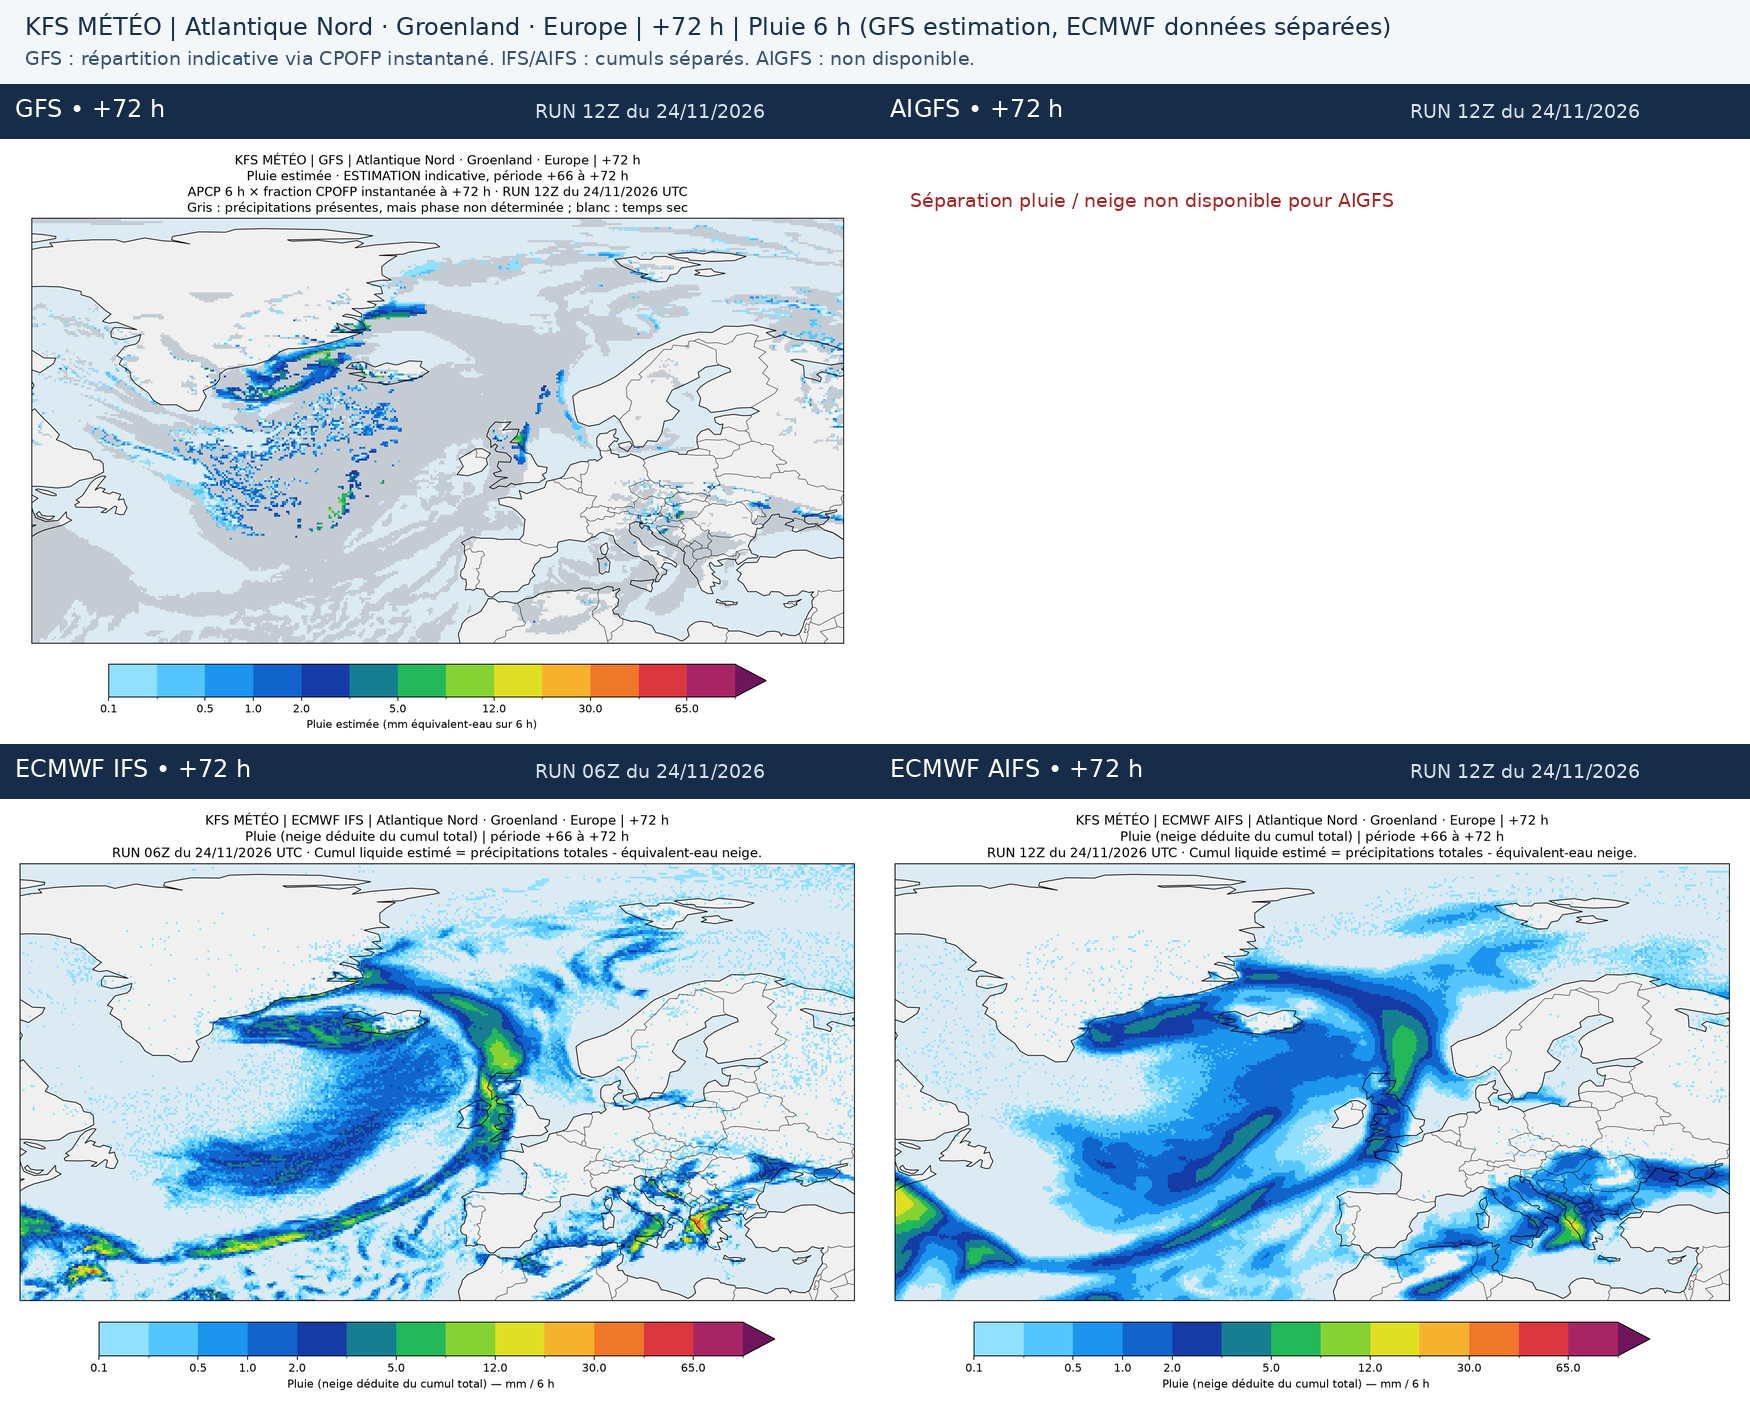 KFS MÉTÉO | Atlantique Nord · Groenland · Europe | +72 h | Pluie 6 h (GFS estimation, ECMWF données séparées)
GFS : répartition indicative via CPOFP instantané. IFS/AIFS : cumuls séparés. AIGFS : non disponible.
GFS • +72 h
RUN 12Z du 24/11/2026
AIGFS • +72 h
RUN 12Z du 24/11/2026
KFS MÉTÉO | GFS | Atlantique Nord · Groenland · Europe | +72 h
Pluie estimée · ESTIMATION indicative, période +66 à +72 h
APCP 6 h × fraction CPOFP instantanée à +72 h · RUN 12Z du 24/11/2026 UTC
Gris : précipitations présentes, mais phase non déterminée ; blanc : temps sec
0.1 0.5 1.0 2.0 5.0 12.0 30.0 65.0
Pluie estimée (mm équivalent-eau sur 6 h)
Séparation pluie / neige non disponible pour AIGFS
ECMWF IFS • +72 h
RUN 06Z du 24/11/2026
ECMWF AIFS • +72 h
RUN 12Z du 24/11/2026
KFS MÉTÉO | ECMWF IFS | Atlantique Nord · Groenland · Europe | +72 h
Pluie (neige déduite du cumul total) | période +66 à +72 h
RUN 06Z du 24/11/2026 UTC · Cumul liquide estimé = précipitations totales - équivalent-eau neige.
0.1 0.5 1.0 2.0 5.0 12.0 30.0 65.0
Pluie (neige déduite du cumul total) — mm / 6 h
KFS MÉTÉO | ECMWF AIFS | Atlantique Nord · Groenland · Europe | +72 h
Pluie (neige déduite du cumul total) | période +66 à +72 h
RUN 12Z du 24/11/2026 UTC · Cumul liquide estimé = précipitations totales - équivalent-eau neige.
0.1 0.5 1.0 2.0 5.0 12.0 30.0 65.0
Pluie (neige déduite du cumul total) — mm / 6 h